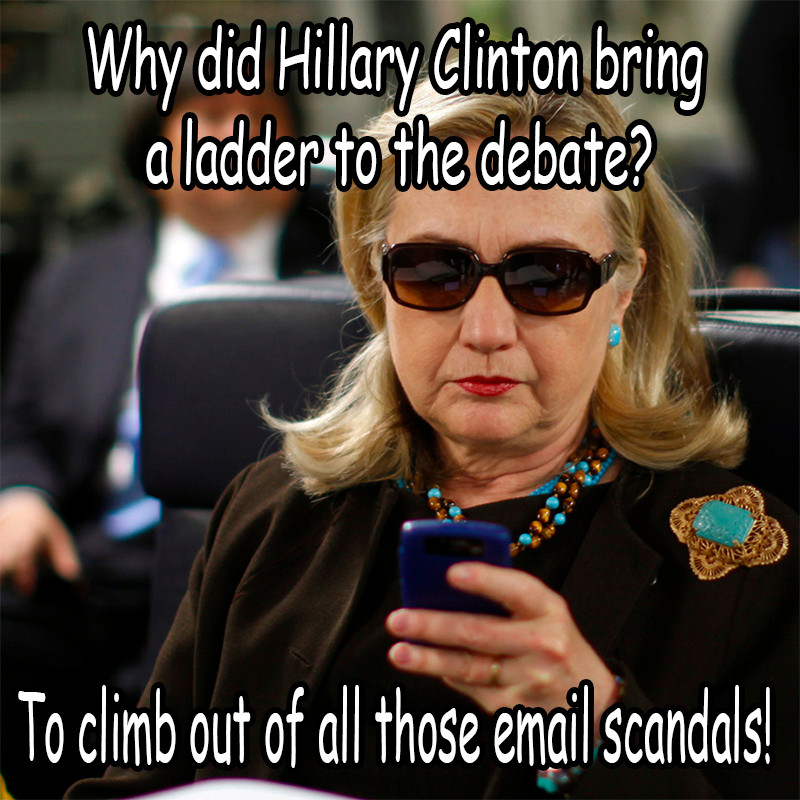 Why did Hillary Clinton bring
a ladder to the debate?
To climb out of all those email scandals!